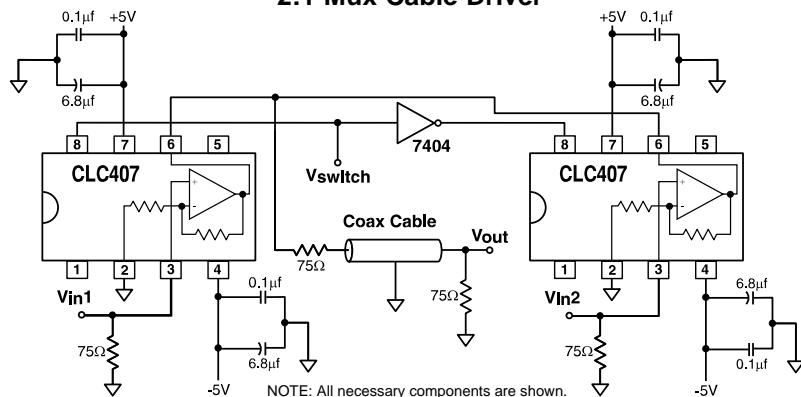 2:1 Mux Cable Driver
0.1µf
+5V
6.8µf
+5V
0.1µf
6.8µf
8
7
6
5
CLC407
1
2
3
4
7404
Vswitch
8
7
6
5
CLC407
1
2
3
4
Coax Cable
Vout
75Ω
75Ω
Vin1
75Ω
0.1µf
6.8µf
-5V
VIn2
75Ω
6.8µf
0.1µf
-5V
NOTE: All necessary components are shown.